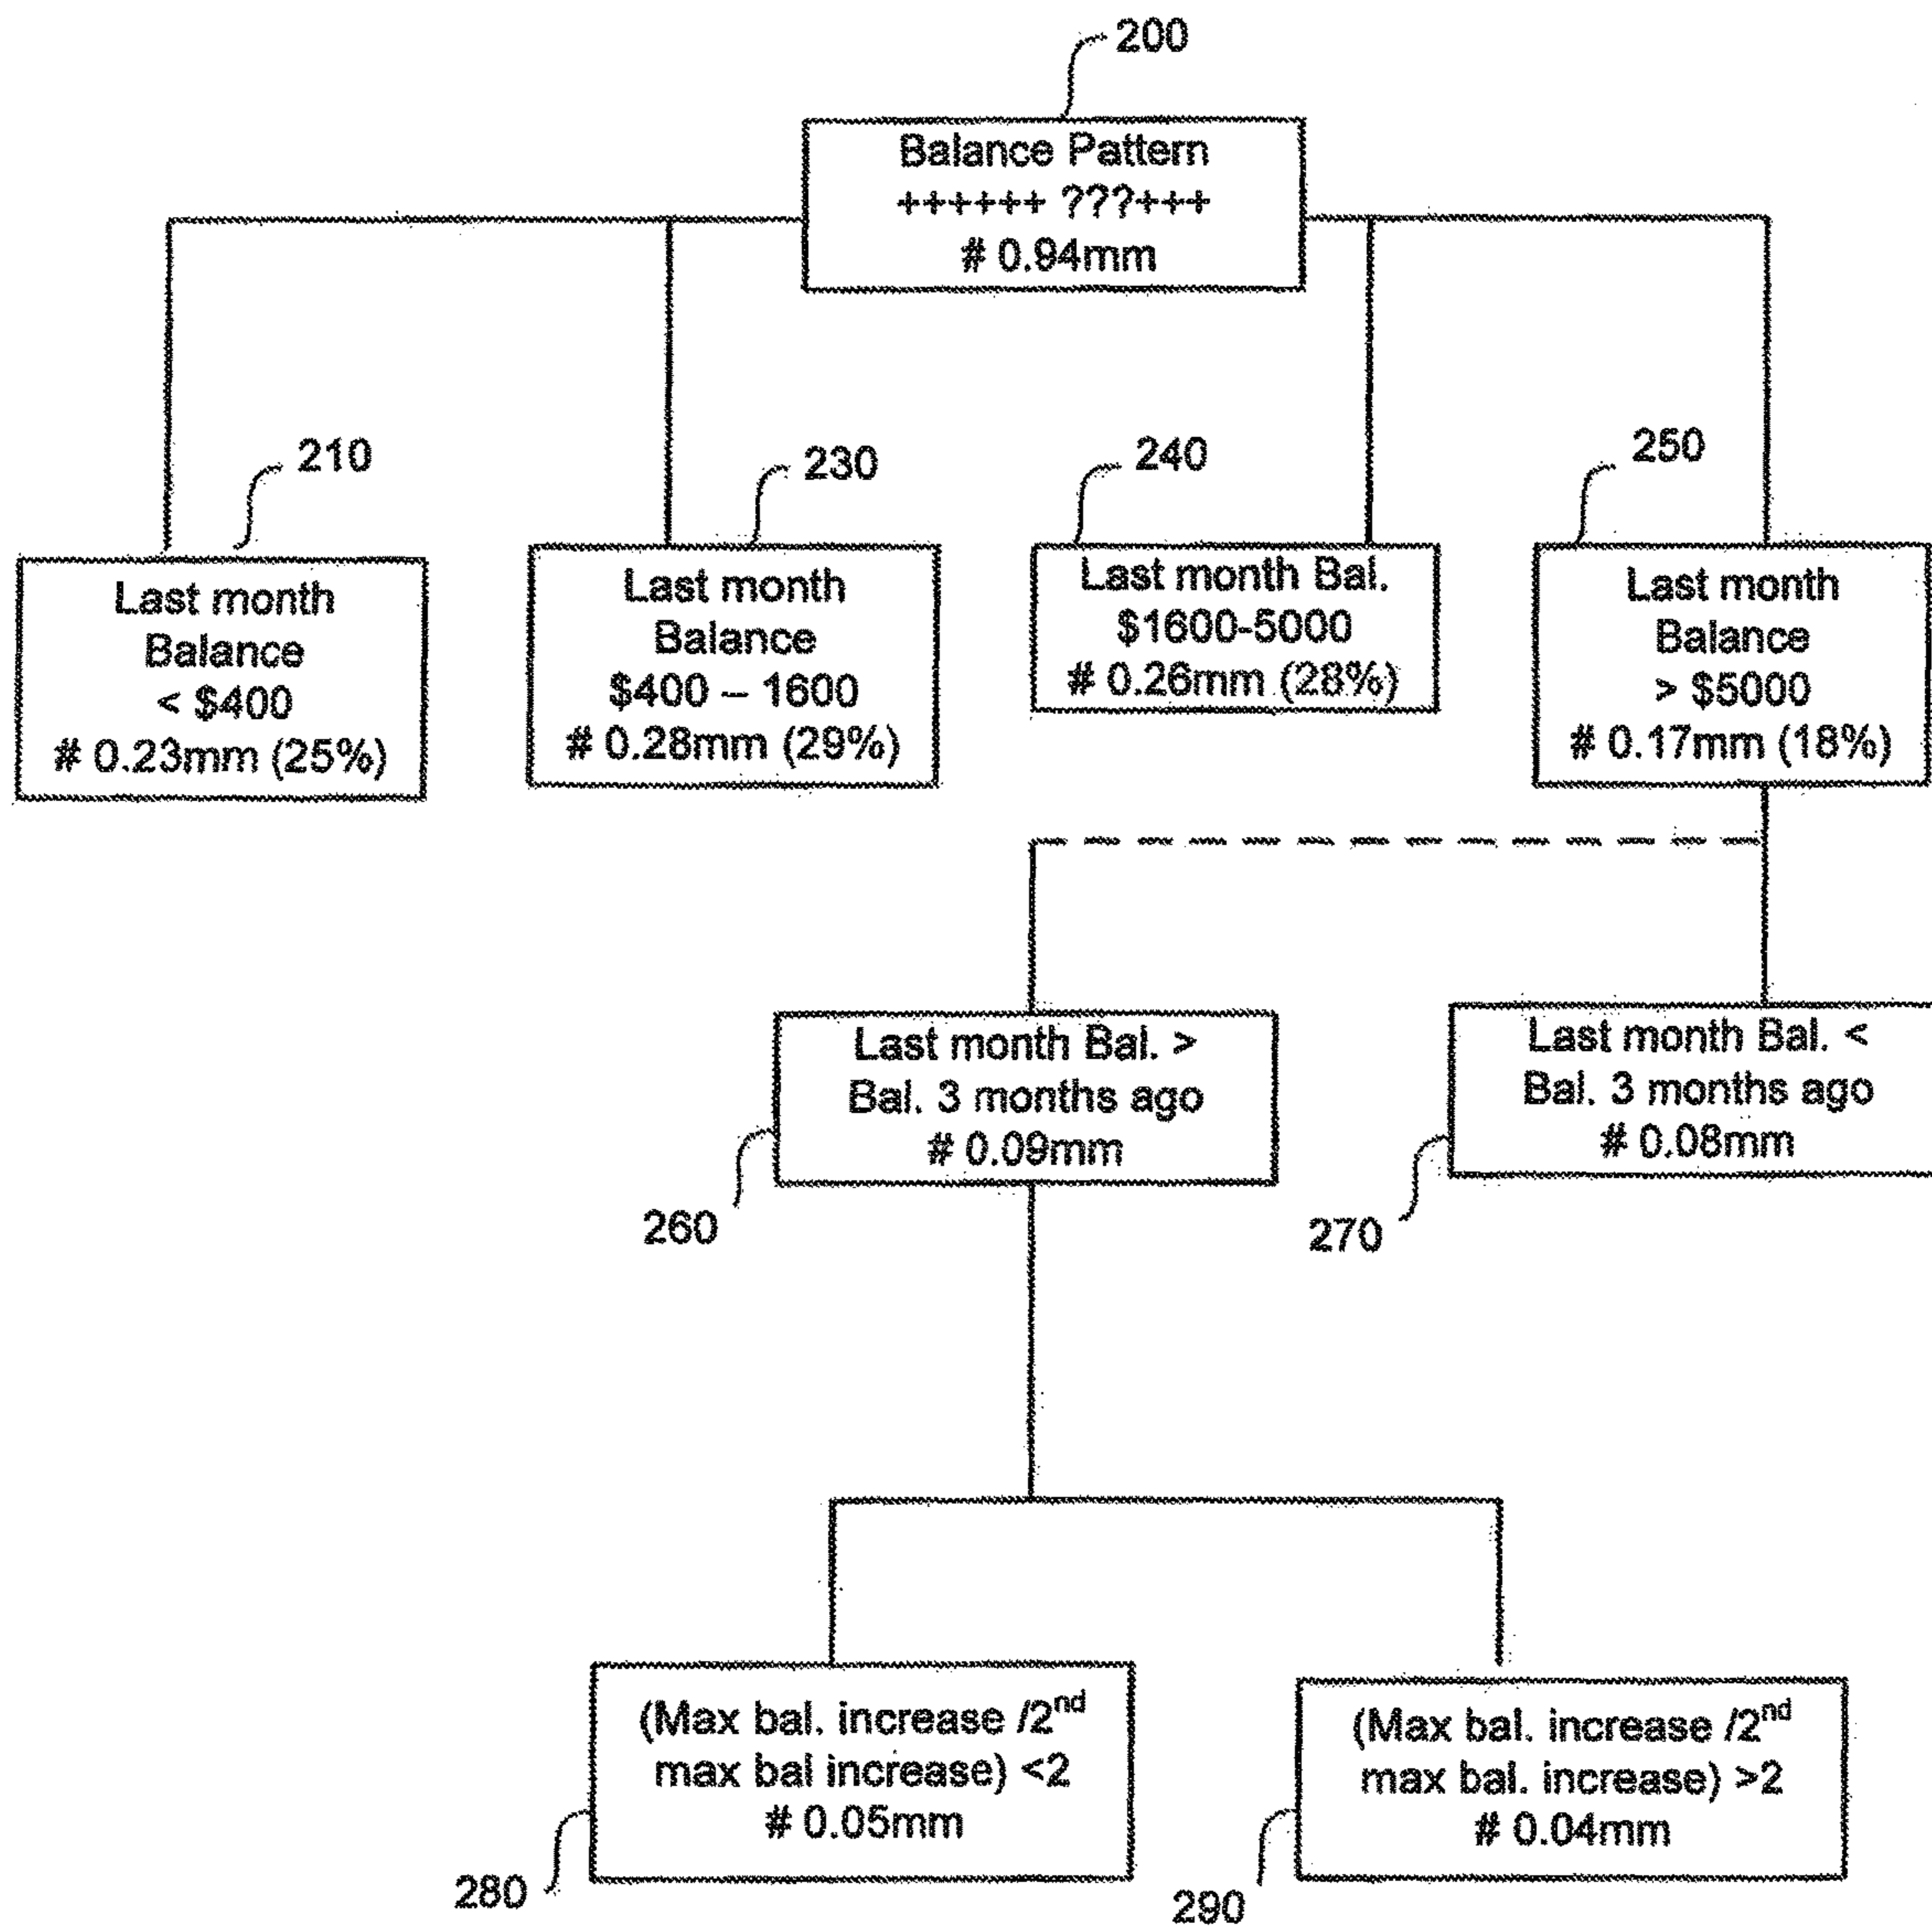 200
Balance Pattern
++++++ ???+++
# 0.94mm
210
230
240
250
Last month
Balance
< $400
# 0.23mm (25%)
Last month
Balance
$400 – 1600
# 0.28mm (29%)
Last month Bal.
$1600-5000
# 0.26mm (28%)
Last month
Balance
> $5000
# 0.17mm (18%)
Last month Bal. >
Bal. 3 months ago
# 0.09mm
260
Last month Bal. <
Bal. 3 months ago
# 0.08mm
270
(Max bal. increase /2nd
max bal increase) <2
# 0.05mm
280
(Max bal. increase /2nd
max bal. increase) >2
# 0.04mm
290